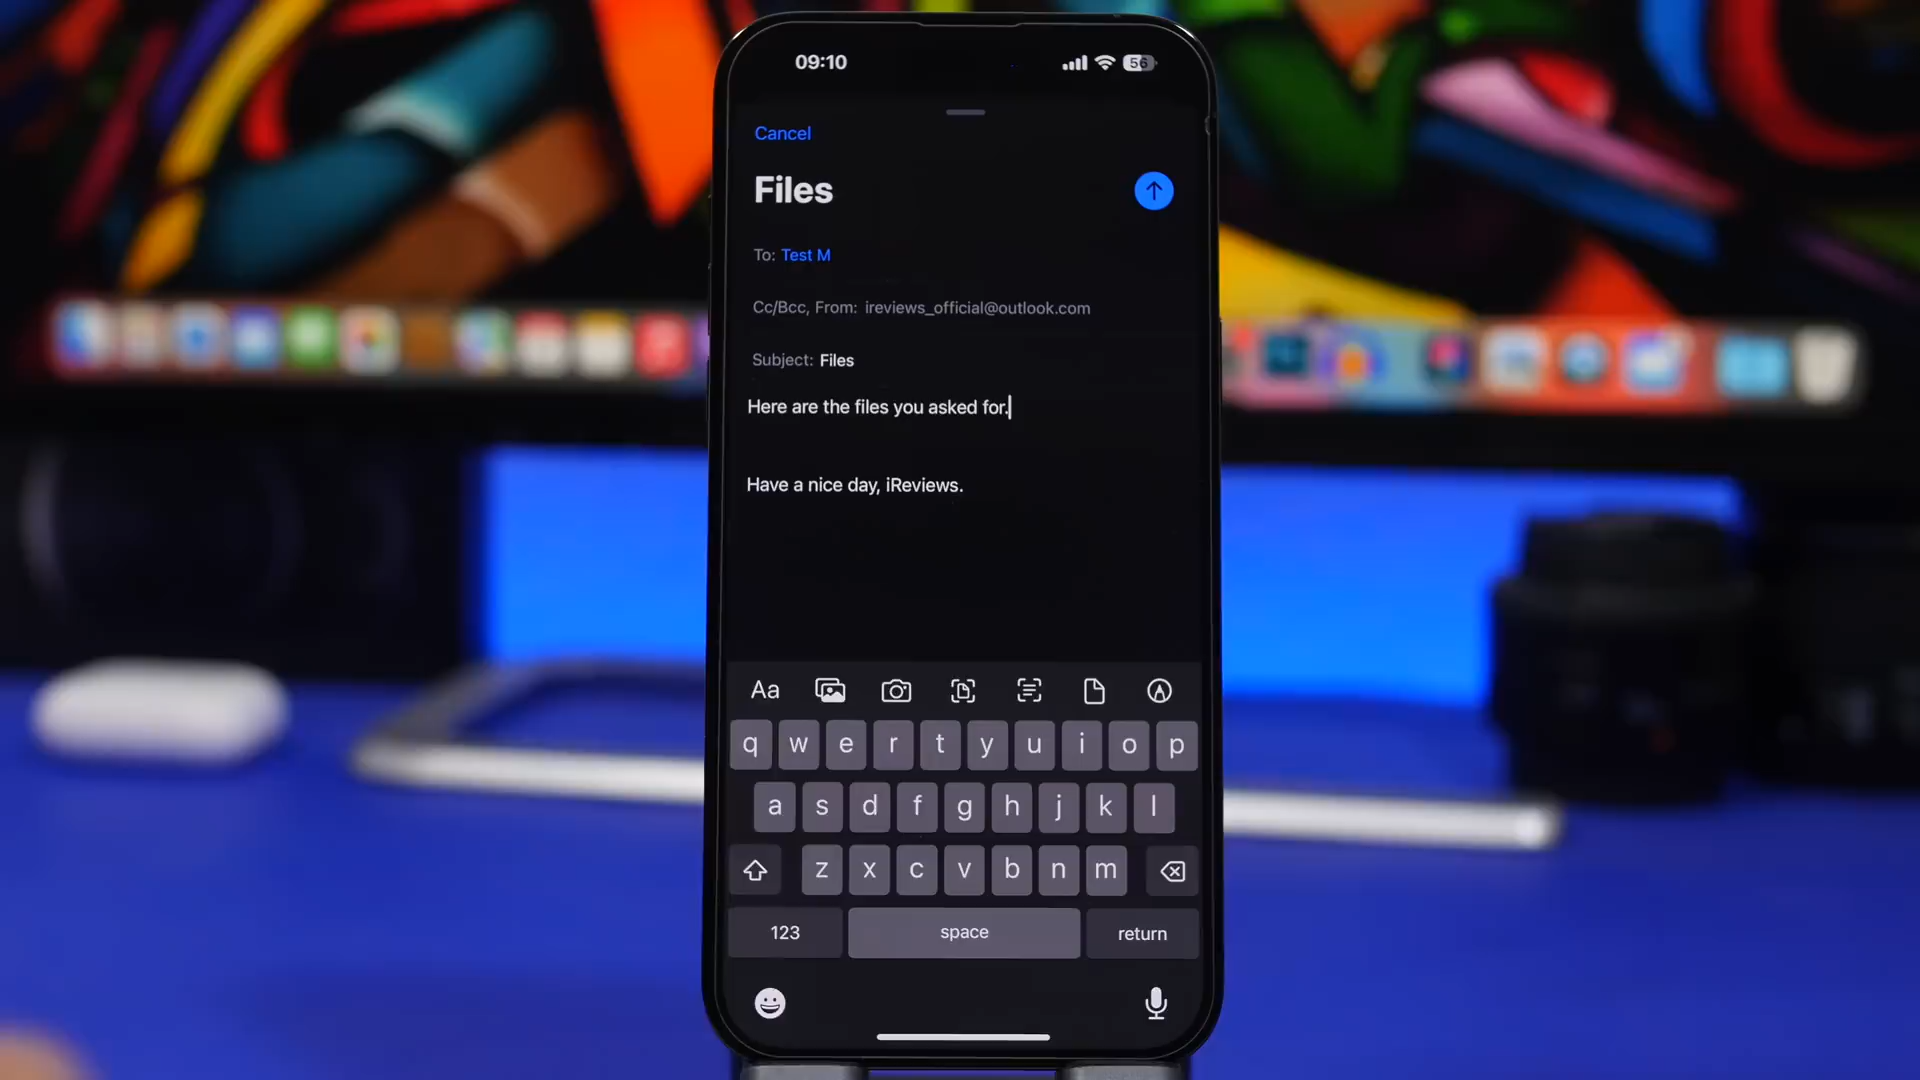 09:10
56
Cancel
Files
To: Test M
Cc/Bcc, From: ireviews_official@outlook.com
Subject: Files
Here are the files you asked for.
Have a nice day, iReviews.
Aa
q w e r t y u i o p
a s d f g h j k l
z x c v b n m
123 space return